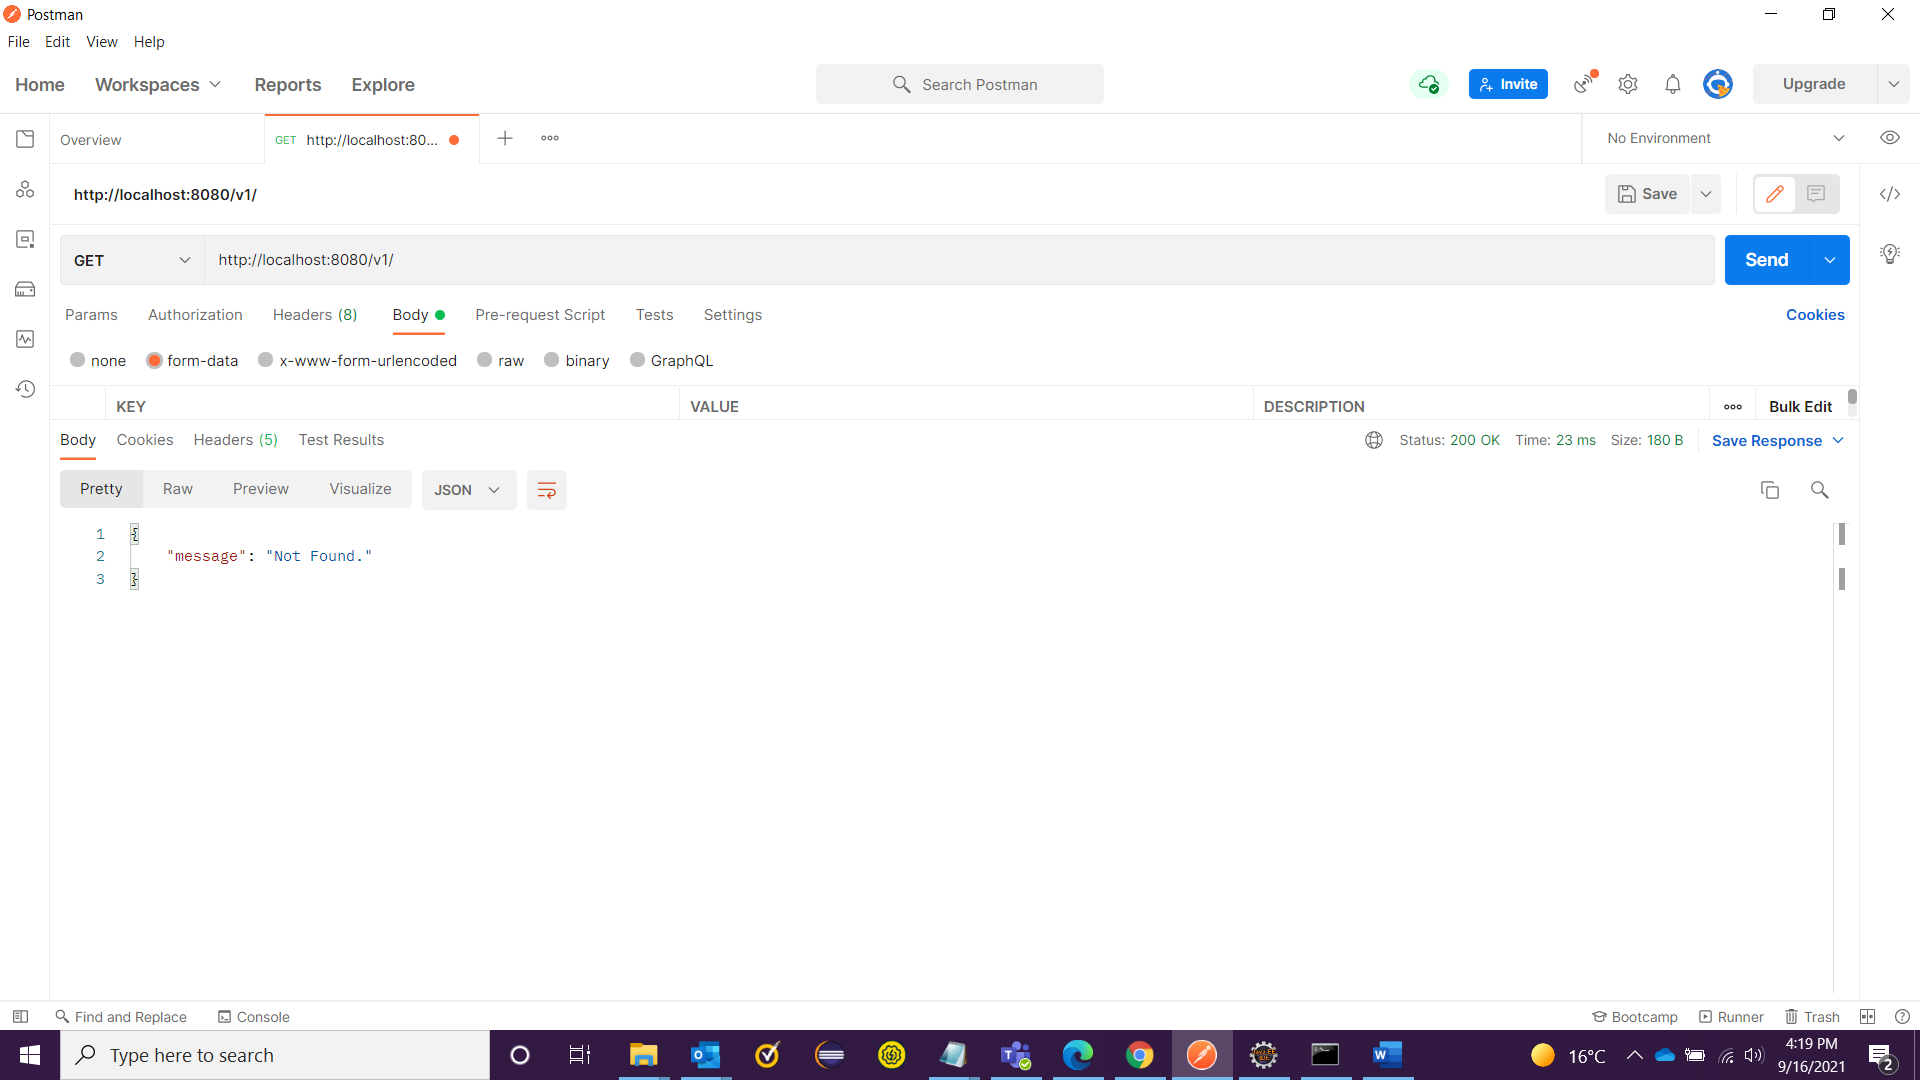 Postman
File Edit View Help
Home Workspaces Reports Explore Search Postman Invite Upgrade
Overview GET http://localhost:80... No Environment
http://localhost:8080/v1/ Save
GET http://localhost:8080/v1/ Send
Params Authorization Headers (8) Body Pre-request Script Tests Settings Cookies
none form-data x-www-form-urlencoded raw binary GraphQL
KEY VALUE DESCRIPTION Bulk Edit
Body Cookies Headers (5) Test Results Status: 200 OK Time: 23 ms Size: 180 B Save Response
Pretty Raw Preview Visualize JSON
1 {
2 "message": "Not Found."
3 }
Find and Replace Console Bootcamp Runner Trash
Type here to search 16°C 4:19 PM
9/16/2021 2